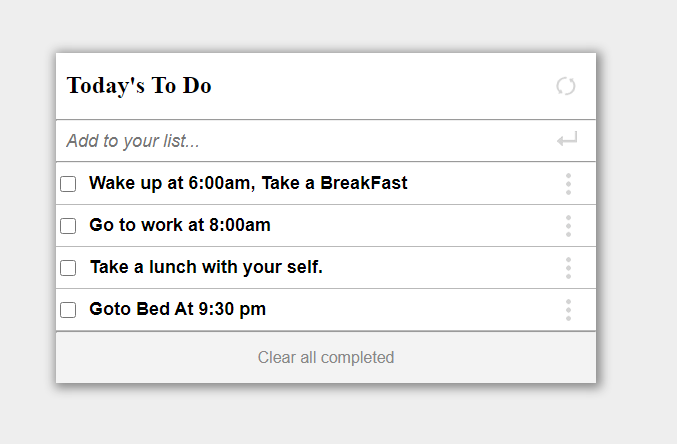 Today's To Do
Add to your list...
Wake up at 6:00am, Take a BreakFast
Go to work at 8:00am
Take a lunch with your self.
Goto Bed At 9:30 pm
Clear all completed